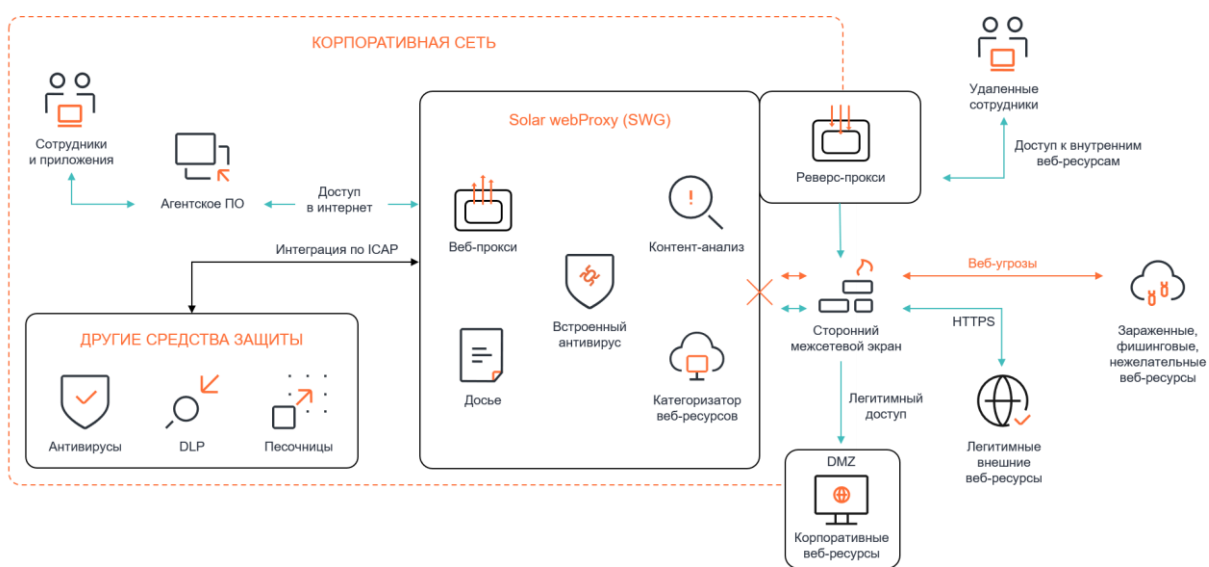 КОРПОРАТИВНАЯ СЕТЬ
Сотрудники
и приложения
Агентское ПО
Доступ
в интернет
Интеграция по ICAP
ДРУГИЕ СРЕДСТВА ЗАЩИТЫ
Антивирусы
DLP
Песочницы
Solar webProxy (SWG)
Веб-прокси
Контент-анализ
Встроенный
антивирус
Досье
Категоризатор
веб-ресурсов
Реверс-прокси
Удаленные
сотрудники
Доступ к внутренним
веб-ресурсам
Сторонний
межсетевой экран
Веб-угрозы
HTTPS
Зараженные,
фишинговые,
нежелательные
веб-ресурсы
Легитимный
доступ
Легитимные
внешние
веб-ресурсы
DMZ
Корпоративные
веб-ресурсы